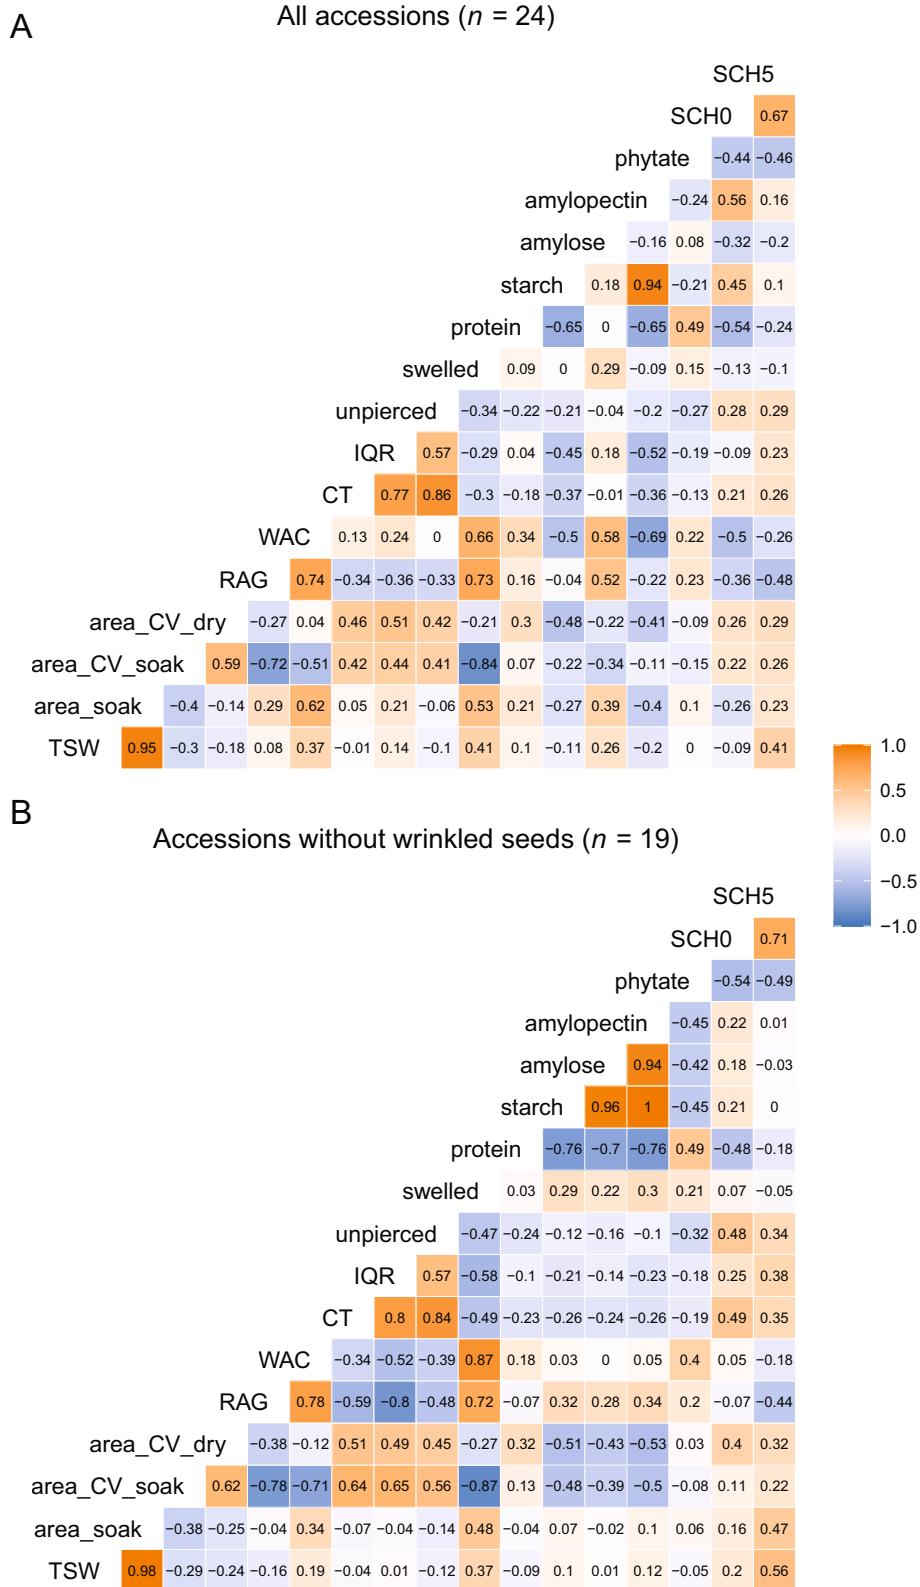 A
All accessions (n = 24)
SCH5
SCH0 0.67
phytate −0.44 −0.46
amylopectin −0.24 0.56 0.16
amylose −0.16 0.08 −0.32 −0.2
starch 0.18 0.94 −0.21 0.45 0.1
protein −0.65 0 −0.65 0.49 −0.54 −0.24
swelled 0.09 0 0.29 −0.09 0.15 −0.13 −0.1
unpierced −0.34 −0.22 −0.21 −0.04 −0.2 −0.27 0.28 0.29
IQR 0.57 −0.29 0.04 −0.45 0.18 −0.52 −0.19 −0.09 0.23
CT 0.77 0.86 −0.3 −0.18 −0.37 −0.01 −0.36 −0.13 0.21 0.26
WAC 0.13 0.24 0 0.66 0.34 −0.5 0.58 −0.69 0.22 −0.5 −0.26
RAG 0.74 −0.34 −0.36 −0.33 0.73 0.16 −0.04 0.52 −0.22 0.23 −0.36 −0.48
area_CV_dry −0.27 0.04 0.46 0.51 0.42 −0.21 0.3 −0.48 −0.22 −0.41 −0.09 0.26 0.29
area_CV_soak 0.59 −0.72 −0.51 0.42 0.44 0.41 −0.84 0.07 −0.22 −0.34 −0.11 −0.15 0.22 0.26
area_soak −0.4 −0.14 0.29 0.62 0.05 0.21 −0.06 0.53 0.21 −0.27 0.39 −0.4 0.1 −0.26 0.23
TSW 0.95 −0.3 −0.18 0.08 0.37 −0.01 0.14 −0.1 0.41 0.1 −0.11 0.26 −0.2 0 −0.09 0.41
1.0
0.5
0.0
−0.5
−1.0
B
Accessions without wrinkled seeds (n = 19)
SCH5
SCH0 0.71
phytate −0.54 −0.49
amylopectin −0.45 0.22 0.01
amylose 0.94 −0.42 0.18 −0.03
starch 0.96 1 −0.45 0.21 0
protein −0.76 −0.7 −0.76 0.49 −0.48 −0.18
swelled 0.03 0.29 0.22 0.3 0.21 0.07 −0.05
unpierced −0.47 −0.24 −0.12 −0.16 −0.1 −0.32 0.48 0.34
IQR 0.57 −0.58 −0.1 −0.21 −0.14 −0.23 −0.18 0.25 0.38
CT 0.8 0.84 −0.49 −0.23 −0.26 −0.24 −0.26 −0.19 0.49 0.35
WAC −0.34 −0.52 −0.39 0.87 0.18 0.03 0 0.05 0.4 0.05 −0.18
RAG 0.78 −0.59 −0.8 −0.48 0.72 −0.07 0.32 0.28 0.34 0.2 −0.07 −0.44
area_CV_dry −0.38 −0.12 0.51 0.49 0.45 −0.27 0.32 −0.51 −0.43 −0.53 0.03 0.4 0.32
area_CV_soak 0.62 −0.78 −0.71 0.64 0.65 0.56 −0.87 0.13 −0.48 −0.39 −0.5 −0.08 0.11 0.22
area_soak −0.38 −0.25 −0.04 0.34 −0.07 −0.04 −0.14 0.48 −0.04 0.07 −0.02 0.1 0.06 0.16 0.47
TSW 0.98 −0.29 −0.24 −0.16 0.19 −0.04 0.01 −0.12 0.37 −0.09 0.1 0.01 0.12 −0.05 0.2 0.56